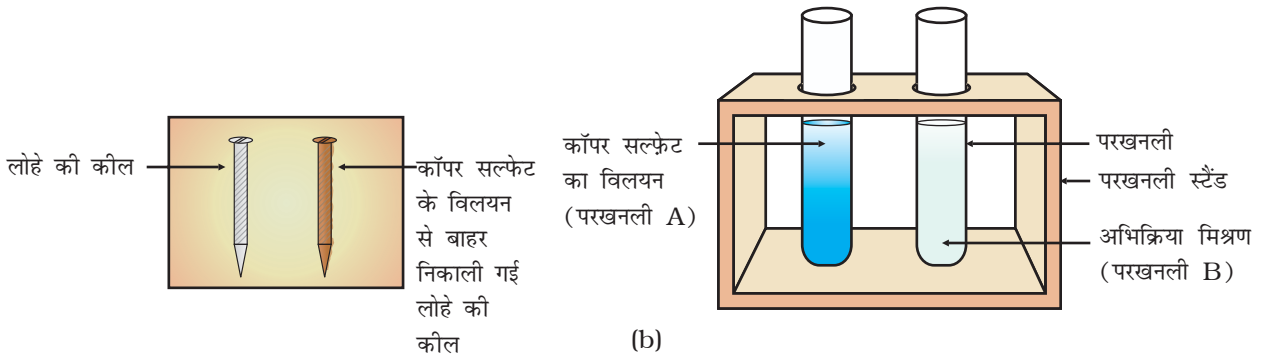 लोहे की कील
कॉपर सल्फेट
के विलयन
से बाहर
निकाली गई
लोहे की
कील
कॉपर सल्फ़ेट
का विलयन
(परखनली A)
परखनली
परखनली स्टैंड
अभिक्रिया मिश्रण
(परखनली B)
(b)